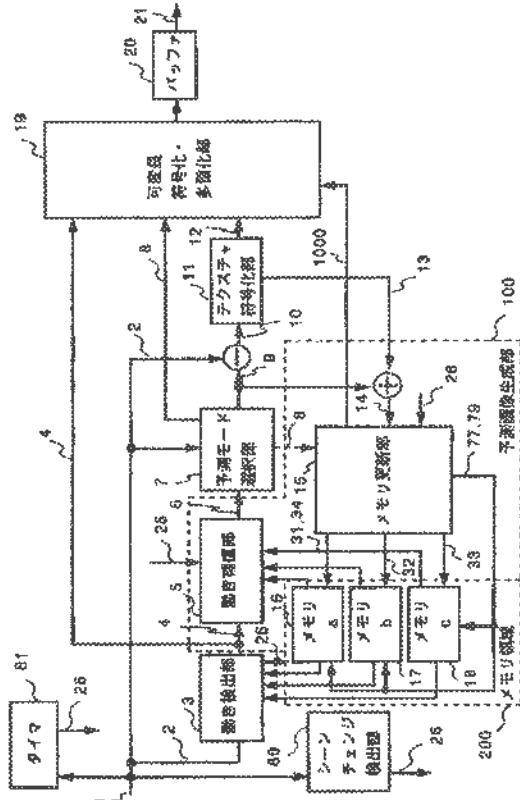 タイマ
81
26
2
動き検出部
3
4
26
シーン
チェンジ
検出部
80
26
動き補償部
5
26
6
予測モード
選択部
7
8
8
2
4
9
10
テクスチャ
符号化部
11
12
13
可変長
符号化・
多重化部
19
バッファ
20
21
1000
14
メモリ更新部
15
26
77,79
31,34
32
33
メモリ
a
16
メモリ
b
17
メモリ
c
18
メモリ領域
200
予測画像生成部
100